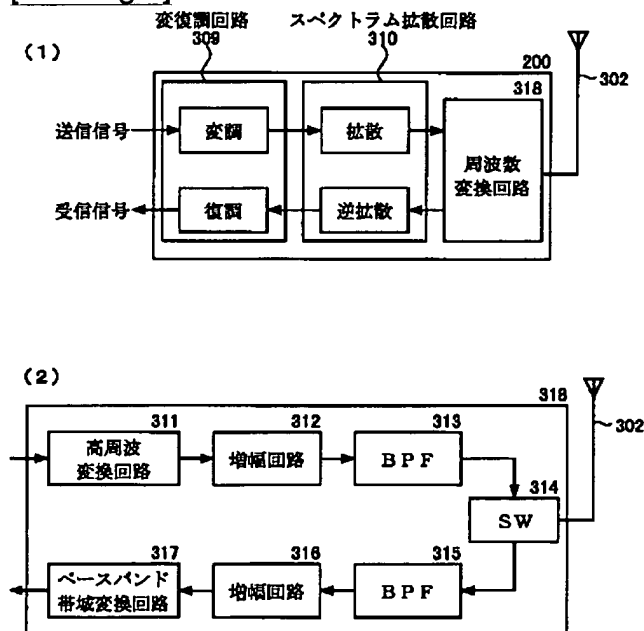 変復調回路 スペクトラム拡散回路
309 310
(1)
200
318
302
送信信号 変調 拡散
周波数
変換回路
受信信号 復調 逆拡散
(2)
318
302
311 312 313
高周波
変換回路 増幅回路 BPF
314
SW
317 316 315
ベースバンド
帯域変換回路 増幅回路 BPF